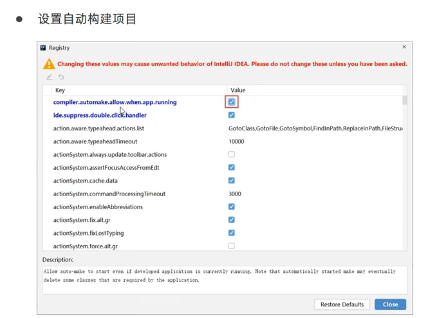 ● 设置自动构建项目
Registry
Changing these values may cause unwanted behavior of IntelliJ IDEA. Please do not change these unless you have been asked.
Key Value
compiler.automake.allow.when.app.running
ide.suppress.double.click.handler
action.aware.typeahead.actions.list GotoClass,GotoFile,GotoSymbol,FindInPath,ReplaceInPath,FileStru
action.aware.typeaheadTimeout 10000
actionSystem.always.update.toolbar.actions
actionSystem.assertFocusAccessFromEdt
actionSystem.cache.data
actionSystem.commandProcessingTimeout 3000
actionSystem.enableAbbreviations
actionSystem.fix.alt.gr
actionSystem.fixLostTyping
actionSystem.force.alt.gr
Description:
Allow auto-make to start even if developed application is currently running. Note that automatically started make may eventually
delete some classes that are required by the application.
Restore Defaults Close